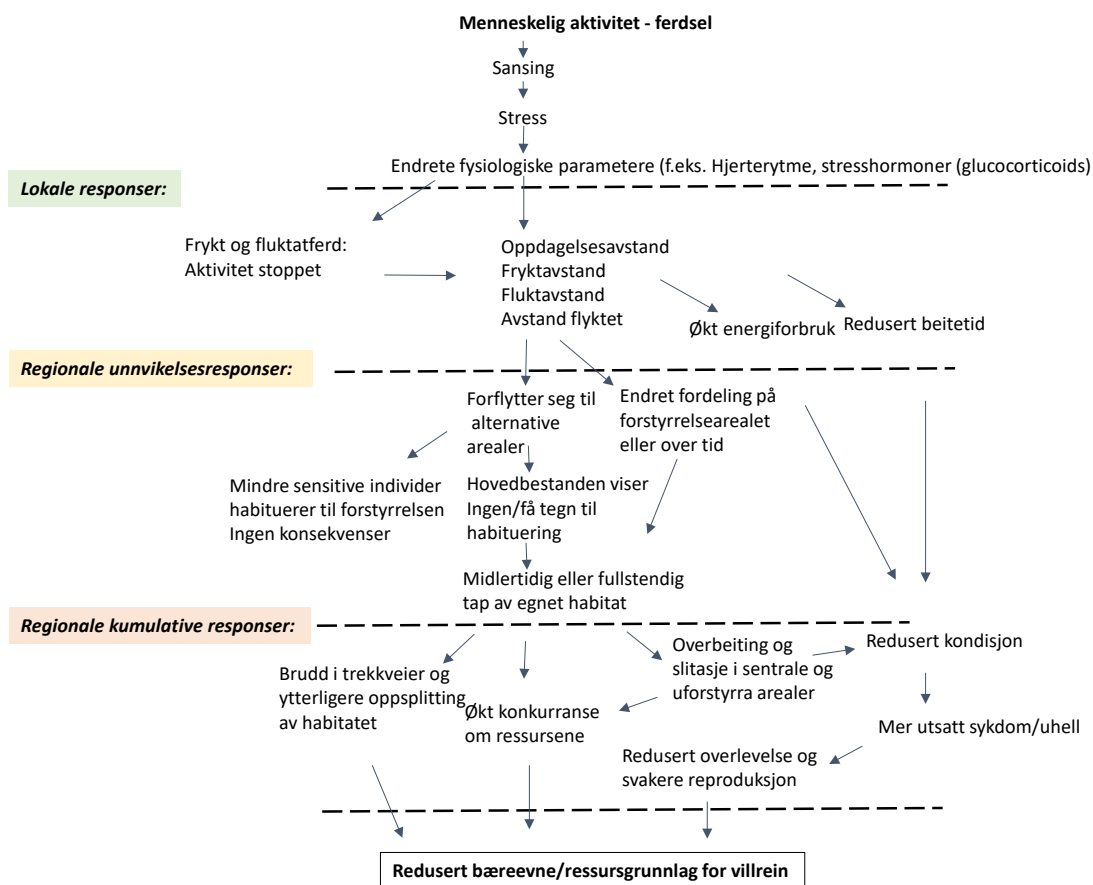 Menneskelig aktivitet - ferdsel
Sansing
Stress
Endrete fysiologiske parametere (f.eks. Hjerterytme, stresshormoner (glucocorticoids)
Lokale responser:
Frykt og fluktatferd:
Aktivitet stoppet
Oppdagelsesavstand
Fryktavstand
Fluktavstand
Avstand flyktet
Økt energiforbruk
Redusert beitetid
Regionale unnvikelsesresponser:
Forflytter seg til
alternative
arealer
Endret fordeling på
forstyrrelsearealet
eller over tid
Mindre sensitive individer
habituerer til forstyrrelsen
Ingen konsekvenser
Hovedbestanden viser
Ingen/få tegn til
habituering
Midlertidig eller fullstendig
tap av egnet habitat
Regionale kumulative responser:
Brudd i trekkveier og
ytterligere oppsplitting
av habitatet
Økt konkurranse
om ressursene
Overbeiting og
slitasje i sentrale og
uforstyrra arealer
Redusert kondisjon
Mer utsatt sykdom/uhell
Redusert overlevelse og
svakere reproduksjon
Redusert bæreevne/ressursgrunnlag for villrein